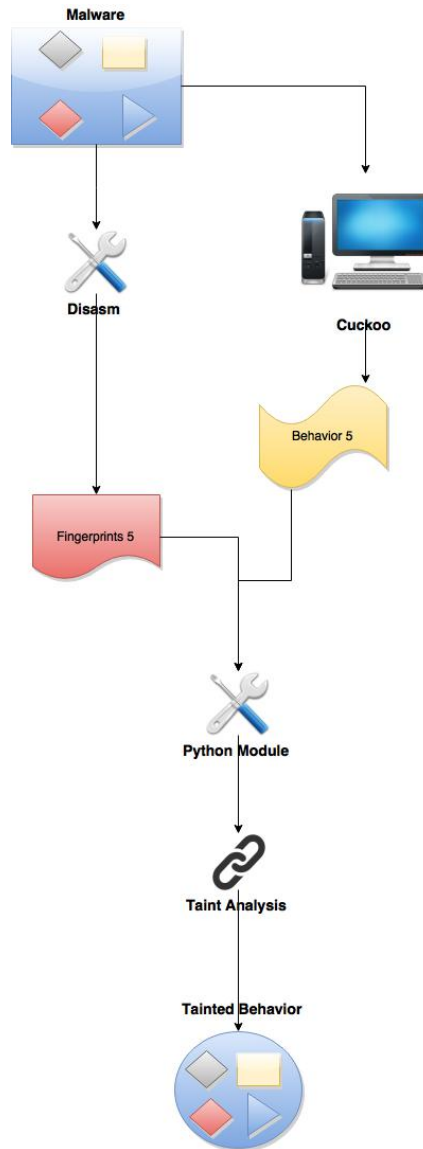 Malware
Disasm
Cuckoo
Behavior 5
Fingerprints 5
Python Module
Taint Analysis
Tainted Behavior